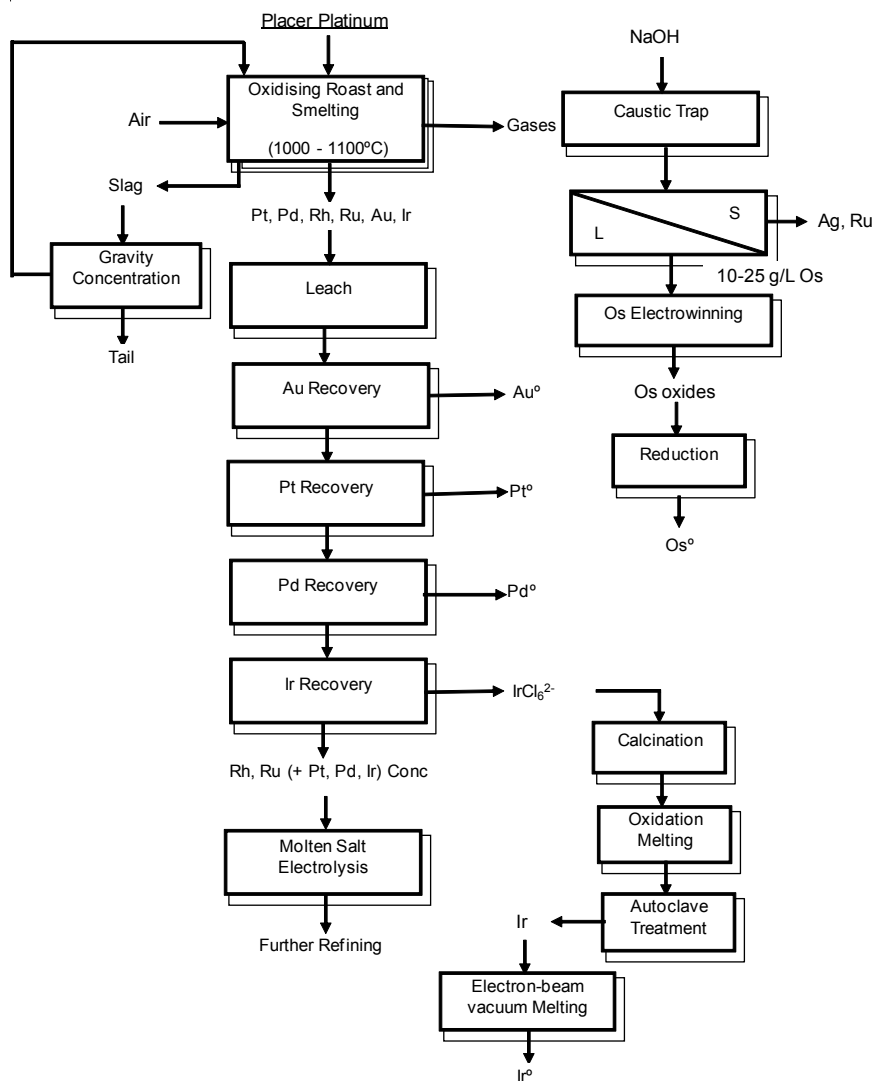 Placer Platinum
NaOH
Oxidising Roast and
Smelting
(1000 - 1100ºC)
Air
Gases
Caustic Trap
Slag
Pt, Pd, Rh, Ru, Au, Ir
S
L
Ag, Ru
Gravity
Concentration
Leach
10-25 g/L Os
Os Electrowinning
Tail
Au Recovery
Auº
Os oxides
Reduction
Pt Recovery
Ptº
Osº
Pd Recovery
Pdº
Ir Recovery
IrCl₆²⁻
Calcination
Rh, Ru (+ Pt, Pd, Ir) Conc
Oxidation
Melting
Molten Salt
Electrolysis
Autoclave
Treatment
Ir
Further Refining
Electron-beam
vacuum Melting
Irº